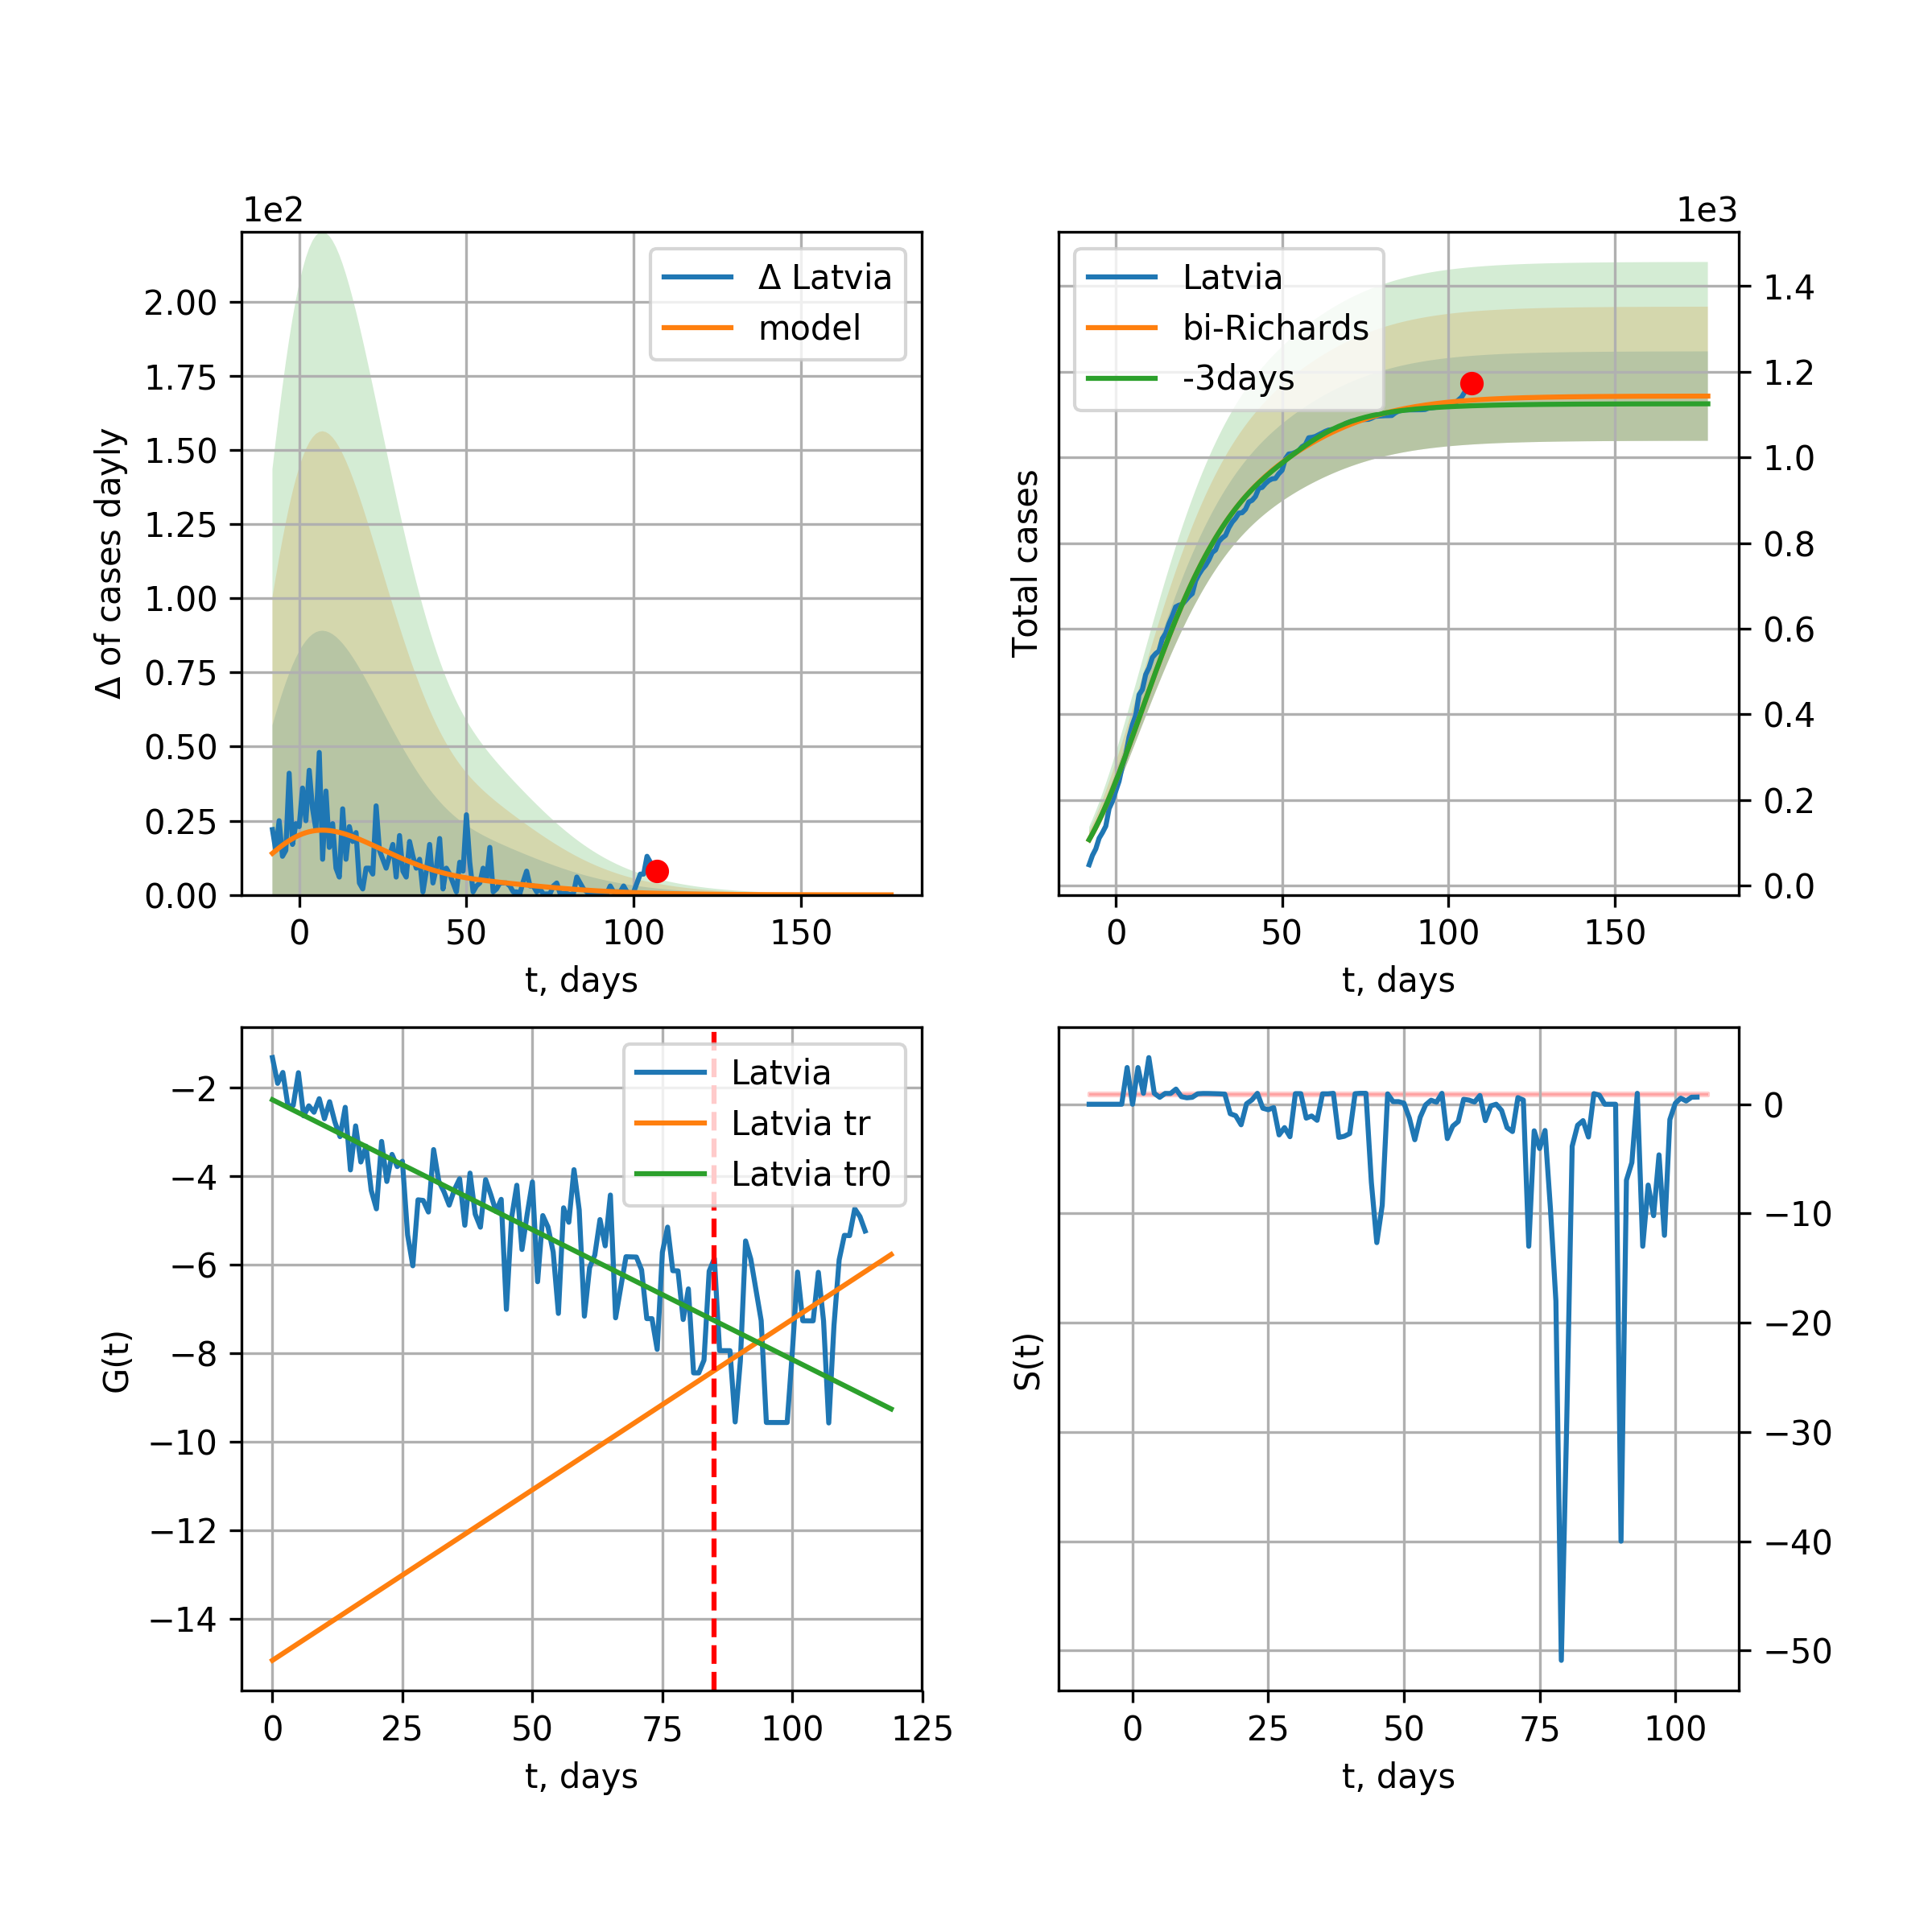 1e2
Δ of cases dayly
2.00
1.75
1.50
1.25
1.00
0.75
0.50
0.25
0.00
Δ Latvia
model
0 50 100 150
t, days
1e3
Total cases
Latvia
bi-Richards
-3days
1.4
1.2
1.0
0.8
0.6
0.4
0.2
0.0
0 50 100 150
t, days
G(t)
−2
−4
−6
−8
−10
−12
−14
Latvia
Latvia tr
Latvia tr0
0 25 50 75 100 125
t, days
S(t)
0
−10
−20
−30
−40
−50
0 25 50 75 100
t, days